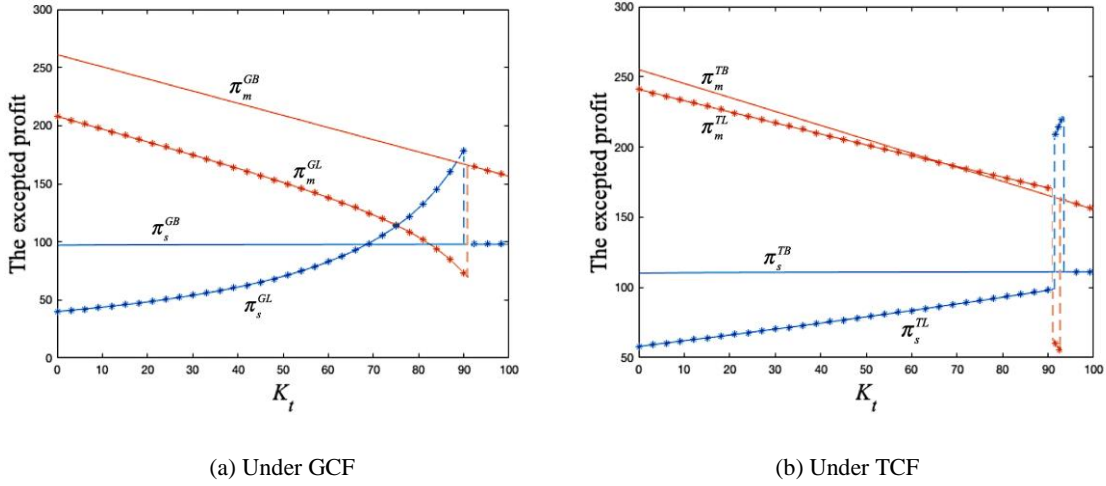 300
250
200
150
100
50
0
The excepted profit
π_m^{GB}
π_m^{GL}
π_s^{GB}
π_s^{GL}
0 10 20 30 40 50 60 70 80 90 100
K_t
(a) Under GCF
300
250
200
150
100
50
The excepted profit
π_m^{TB}
π_m^{TL}
π_s^{TB}
π_s^{TL}
0 10 20 30 40 50 60 70 80 90 100
K_t
(b) Under TCF